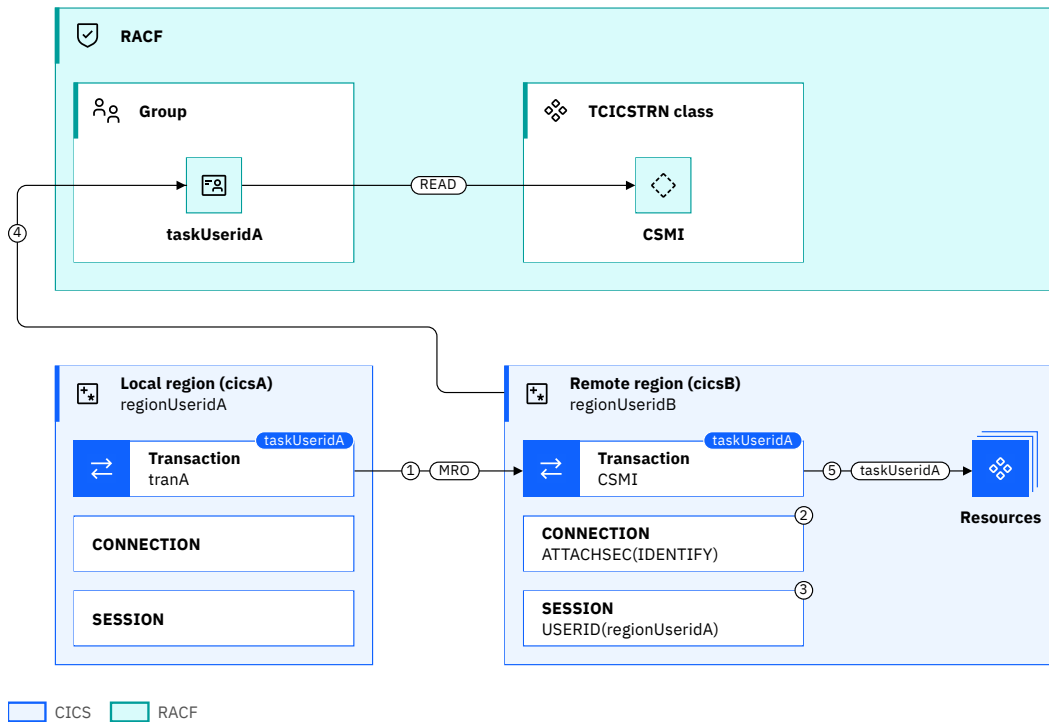 RACF
Group
TCICSTRN class
READ
taskUseridA
CSMI
4
Local region (cicsA)
regionUseridA
Remote region (cicsB)
regionUseridB
taskUseridA
Transaction
tranA
1
MRO
taskUseridA
Transaction
CSMI
5
taskUseridA
Resources
CONNECTION
2
CONNECTION
ATTACHSEC(IDENTIFY)
SESSION
3
SESSION
USERID(regionUseridA)
CICS
RACF